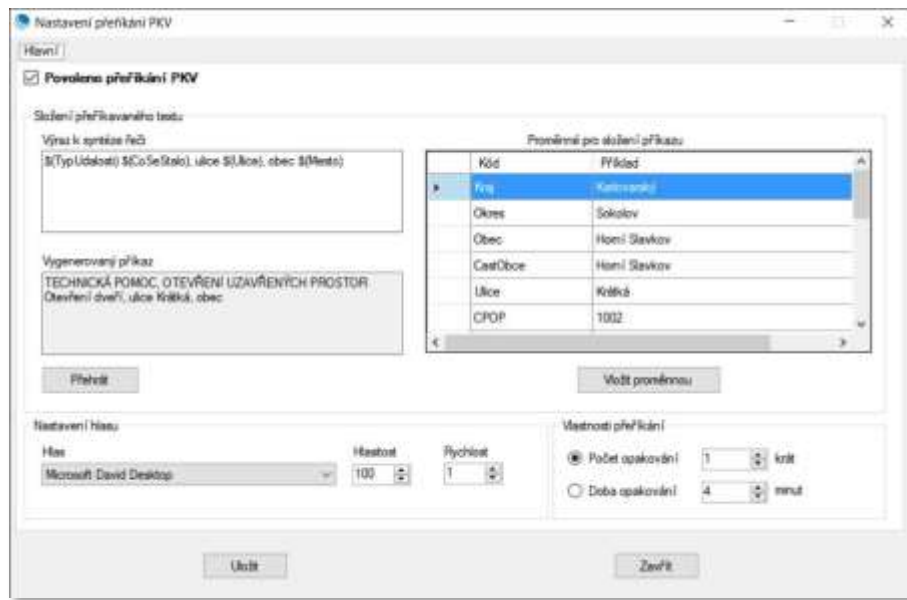 Nastavení přeříkání PKV
Hlavní
Povoleno přeříkání PKV
Složení přeříkavaného textu
Výraz k syntéze řeči
$(TypUdalosti) $(CoSeStalo), ulice $(Ulice), obec $(Mesto)
Vygenerovaný příkaz
TECHNICKÁ POMOC, OTEVŘENÍ UZAVŘENÝCH PROSTOR
Otevření dveří, ulice Krátká, obec
Přehrát
Proměnné pro složení příkazu
Kód Příklad
Kraj Karlovarský
Okres Sokolov
Obec Horní Slavkov
CastObce Horní Slavkov
Ulice Krátká
CPOP 1002
Vložit proměnnou
Nastavení hlasu
Hlas Hlasitost Rychlost
Microsoft David Desktop 100 1
Vlastnosti přeříkání
Počet opakování 1 krát
Doba opakování 4 minut
Uložit Zavřít